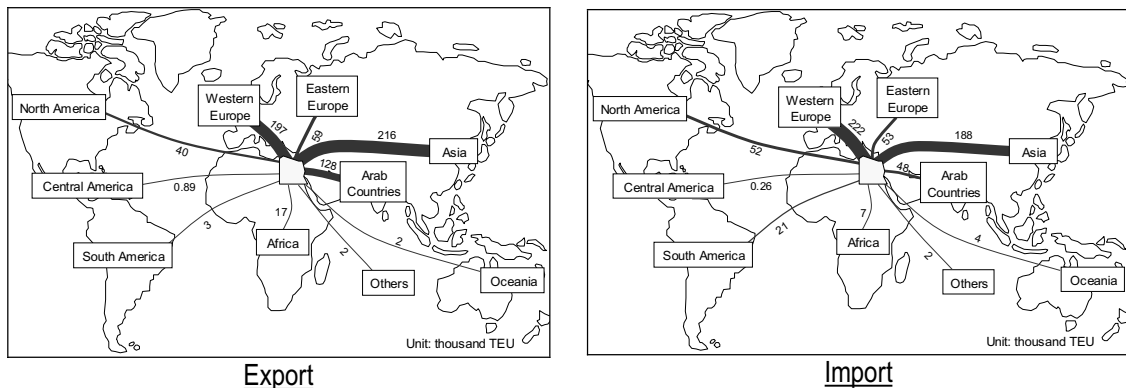 North America
Western
Europe
Eastern
Europe
197
59
216
Asia
40
128
Arab
Countries
Central America
0.89
17
3
South America
Africa
2
2
Others
Oceania
Unit: thousand TEU
Export
North America
Western
Europe
Eastern
Europe
222
53
188
Asia
52
48
Arab
Countries
Central America
0.26
21
7
South America
Africa
4
2
Others
Oceania
Unit: thousand TEU
Import